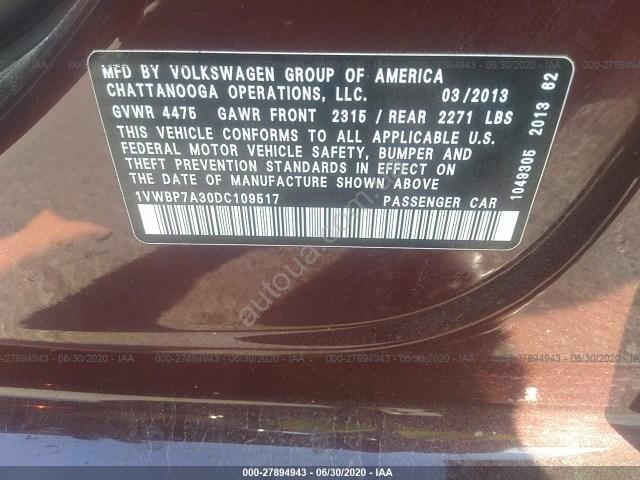 MFD BY VOLKSWAGEN GROUP OF AMERICA
CHATTANOOGA OPERATIONS, LLC. 03/2013
GVWR 4475 GAWR FRONT 2315/REAR 2271 LBS
THIS VEHICLE CONFORMS TO ALL APPLICABLE U.S.
FEDERAL MOTOR VEHICLE SAFETY, BUMPER AND
THEFT PREVENTION STANDARDS IN EFFECT ON
THE DATE OF MANUFACTURE SHOWN ABOVE
1VWBP7A30DC109517 PASSENGER CAR
1049305 2013 62
autoua.com
000-27894943 - 06/30/2020 - IAA